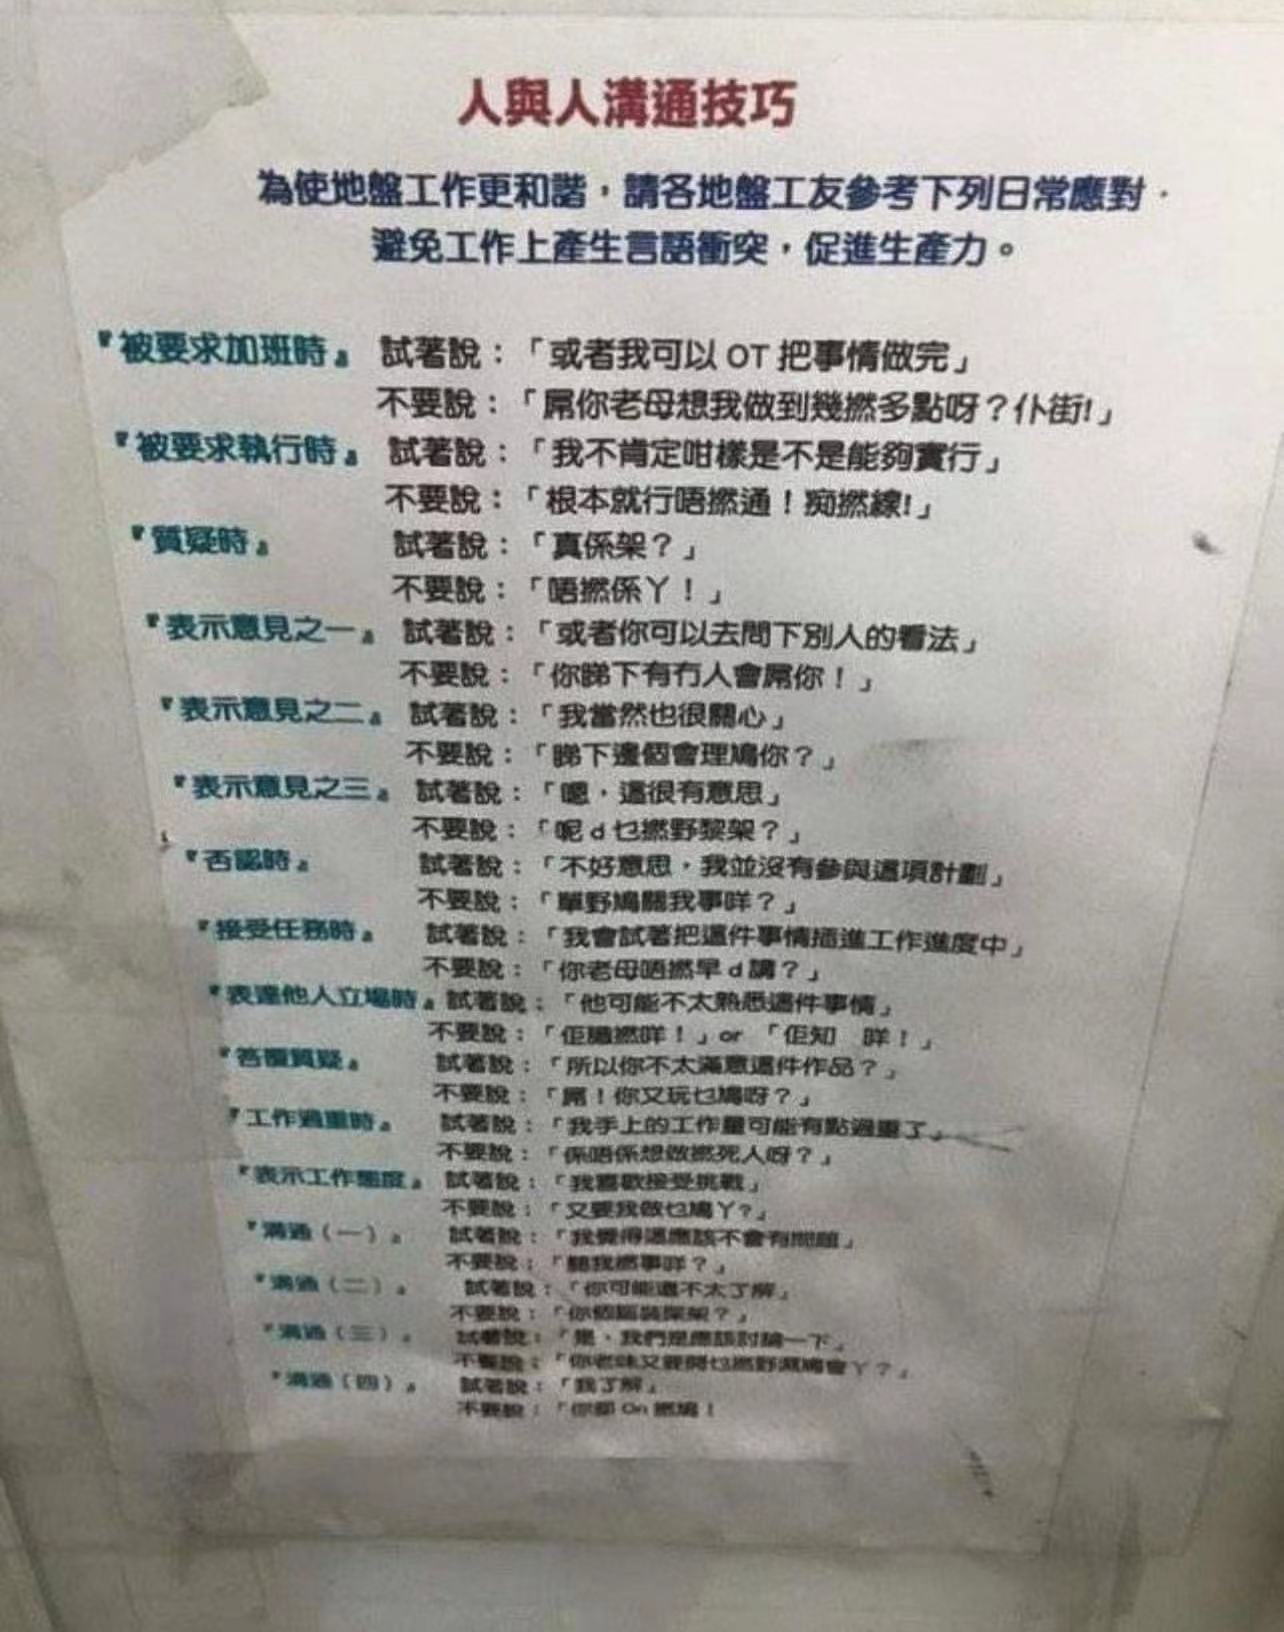 人與人溝通技巧
為使地盤工作更和諧，請各地盤工友參考下列日常應對，
避免工作上產生言語衝突，促進生產力。
『被要求加班時』 試著說：「或者我可以 OT 把事情做完」
不要說：「屌你老母想我做到幾撚多點呀？仆街!」
『被要求執行時』 試著說：「我不肯定咁樣是不是能夠實行」
不要說：「根本就行唔撚通！痴撚線!」
『質疑時』 試著說：「真係架？」
不要說：「唔撚係丫！」
『表示意見之一』 試著說：「或者你可以去問下別人的看法」
不要說：「你睇下有冇人會屌你！」
『表示意見之二』 試著說：「我當然也很關心」
不要說：「睇下邊個會理鳩你？」
『表示意見之三』 試著說：「嗯，這很有意思」
不要說：「呢 d 乜撚野黎架？」
『否認時』 試著說：「不好意思，我並沒有參與這項計劃」
不要說：「單野鳩關我事咩？」
『接受任務時』 試著說：「我會試著把這件事情插進工作進度中」
不要說：「你老母唔撚早 d 講？」
『表達他人立場時』試著說：「他可能不太熟悉這件事情」
不要說：「佢識撚咩！」or 「佢知 咩！」
『答覆質疑』 試著說：「所以你不太滿意這件作品？」
不要說：「屌！你又玩乜鳩呀？」
『工作過重時』 試著說：「我手上的工作量可能有點過重了」
不要說：「係唔係想做撚死人呀？」
『表示工作態度』 試著說：「我喜歡接受挑戰」
不要說：「又要我做乜鳩丫?」
『溝通（一）』 試著說：「我覺得這應該不會有問題」
不要說：「關我撚事咩？」
『溝通（二）』 試著說：「你可能還不太了解」
不要說：「你個腦裝屎架？」
『溝通（三）』 試著說：「是，我們是應該討論一下」
不要說：「你老味又要開乜撚野 鳩會丫？」
『溝通（四）』 試著說：「我了解」
不要說：「你都 On 撚鳩！